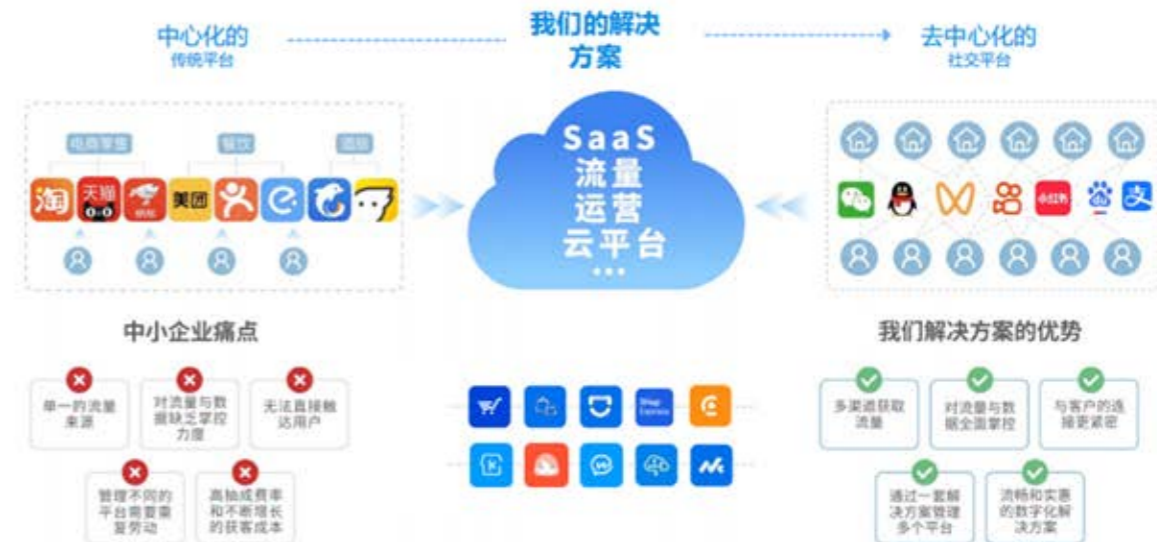 中心化的
传统平台
我们的解决
方案
去中心化的
社交平台
电商零售
餐饮
SaaS
流量
运营
云平台
淘
天猫
美团
小红书
du
支
中小企业痛点
我们解决方案的优势
单一的流量
来源
对流量与数
据缺乏掌控
力度
无法直接触
达用户
管理不同的
平台需要重
复劳动
高抽成费率
和不断增长
的获客成本
多渠道获取
流量
对流量与数
据全面掌控
与客户的连
接更紧密
通过一套解
决方案管理
多个平台
流畅和实惠
的数字化解
决方案